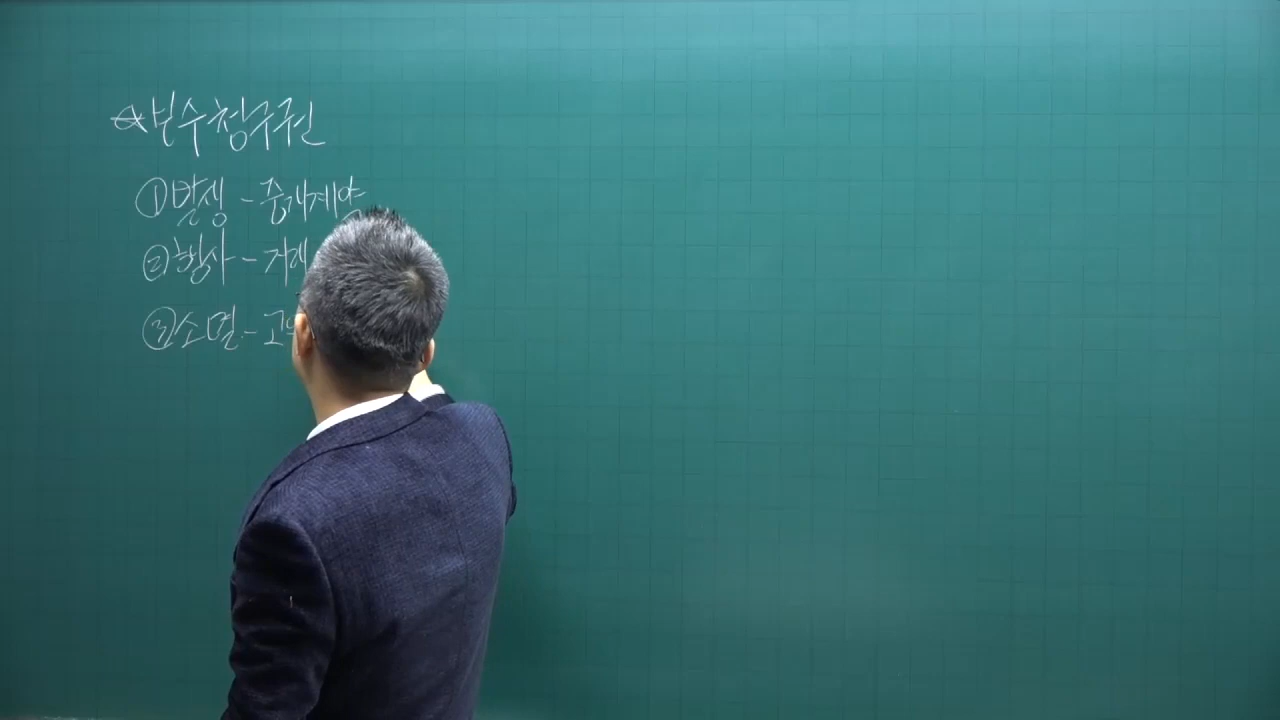 ☆보수청구권
①발생 - 중개계약
②행사 - 거래
③소멸 - 고